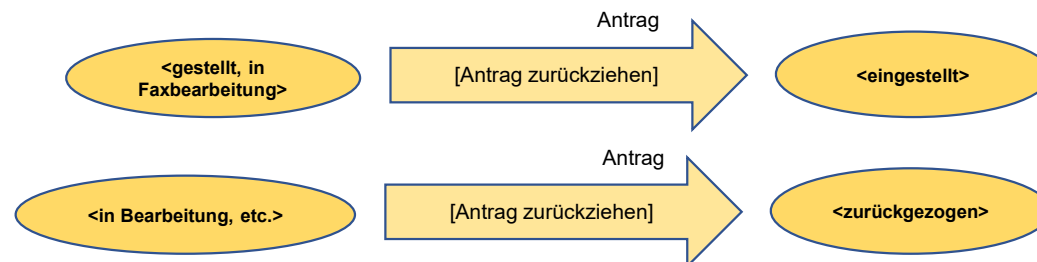 Antrag
<gestellt, in
Faxbearbeitung>
[Antrag zurückziehen]
<eingestellt>
Antrag
<in Bearbeitung, etc.>
[Antrag zurückziehen]
<zurückgezogen>